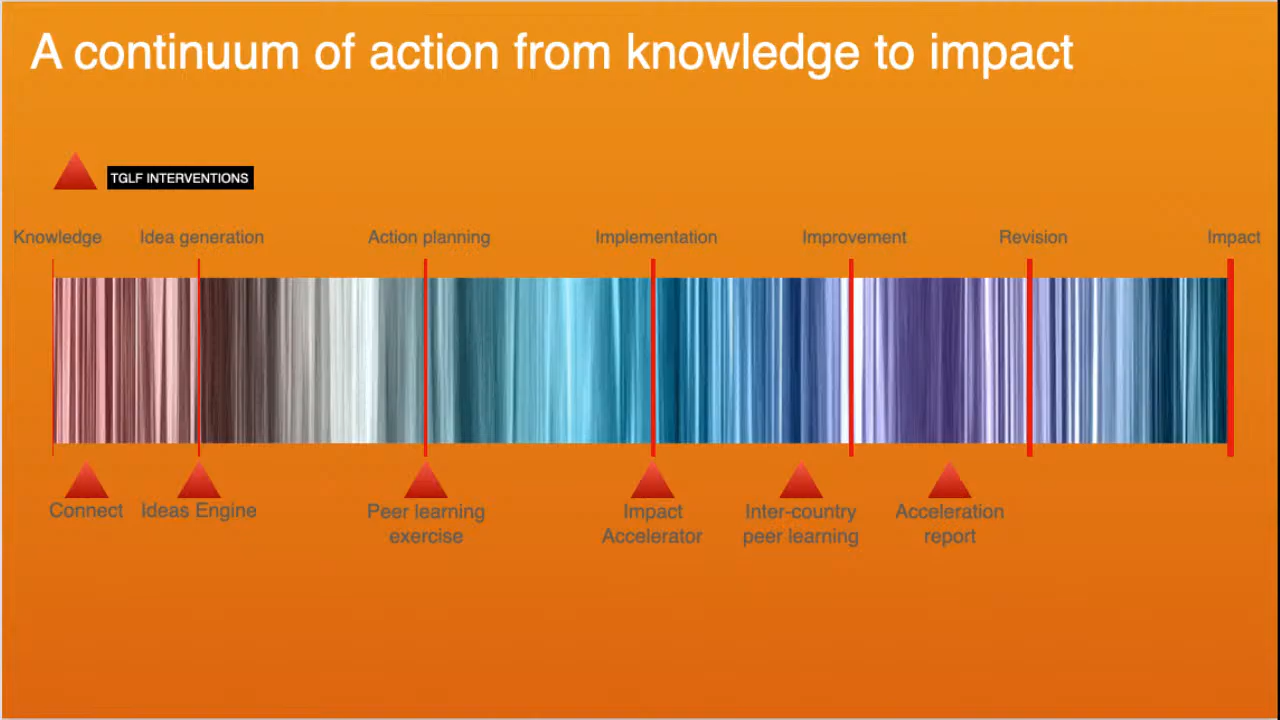 A continuum of action from knowledge to impact
TGLF INTERVENTIONS
Knowledge
Idea generation
Action planning
Implementation
Improvement
Revision
Impact
Connect
Ideas Engine
Peer learning
exercise
Impact
Accelerator
Inter-country
peer learning
Acceleration
report